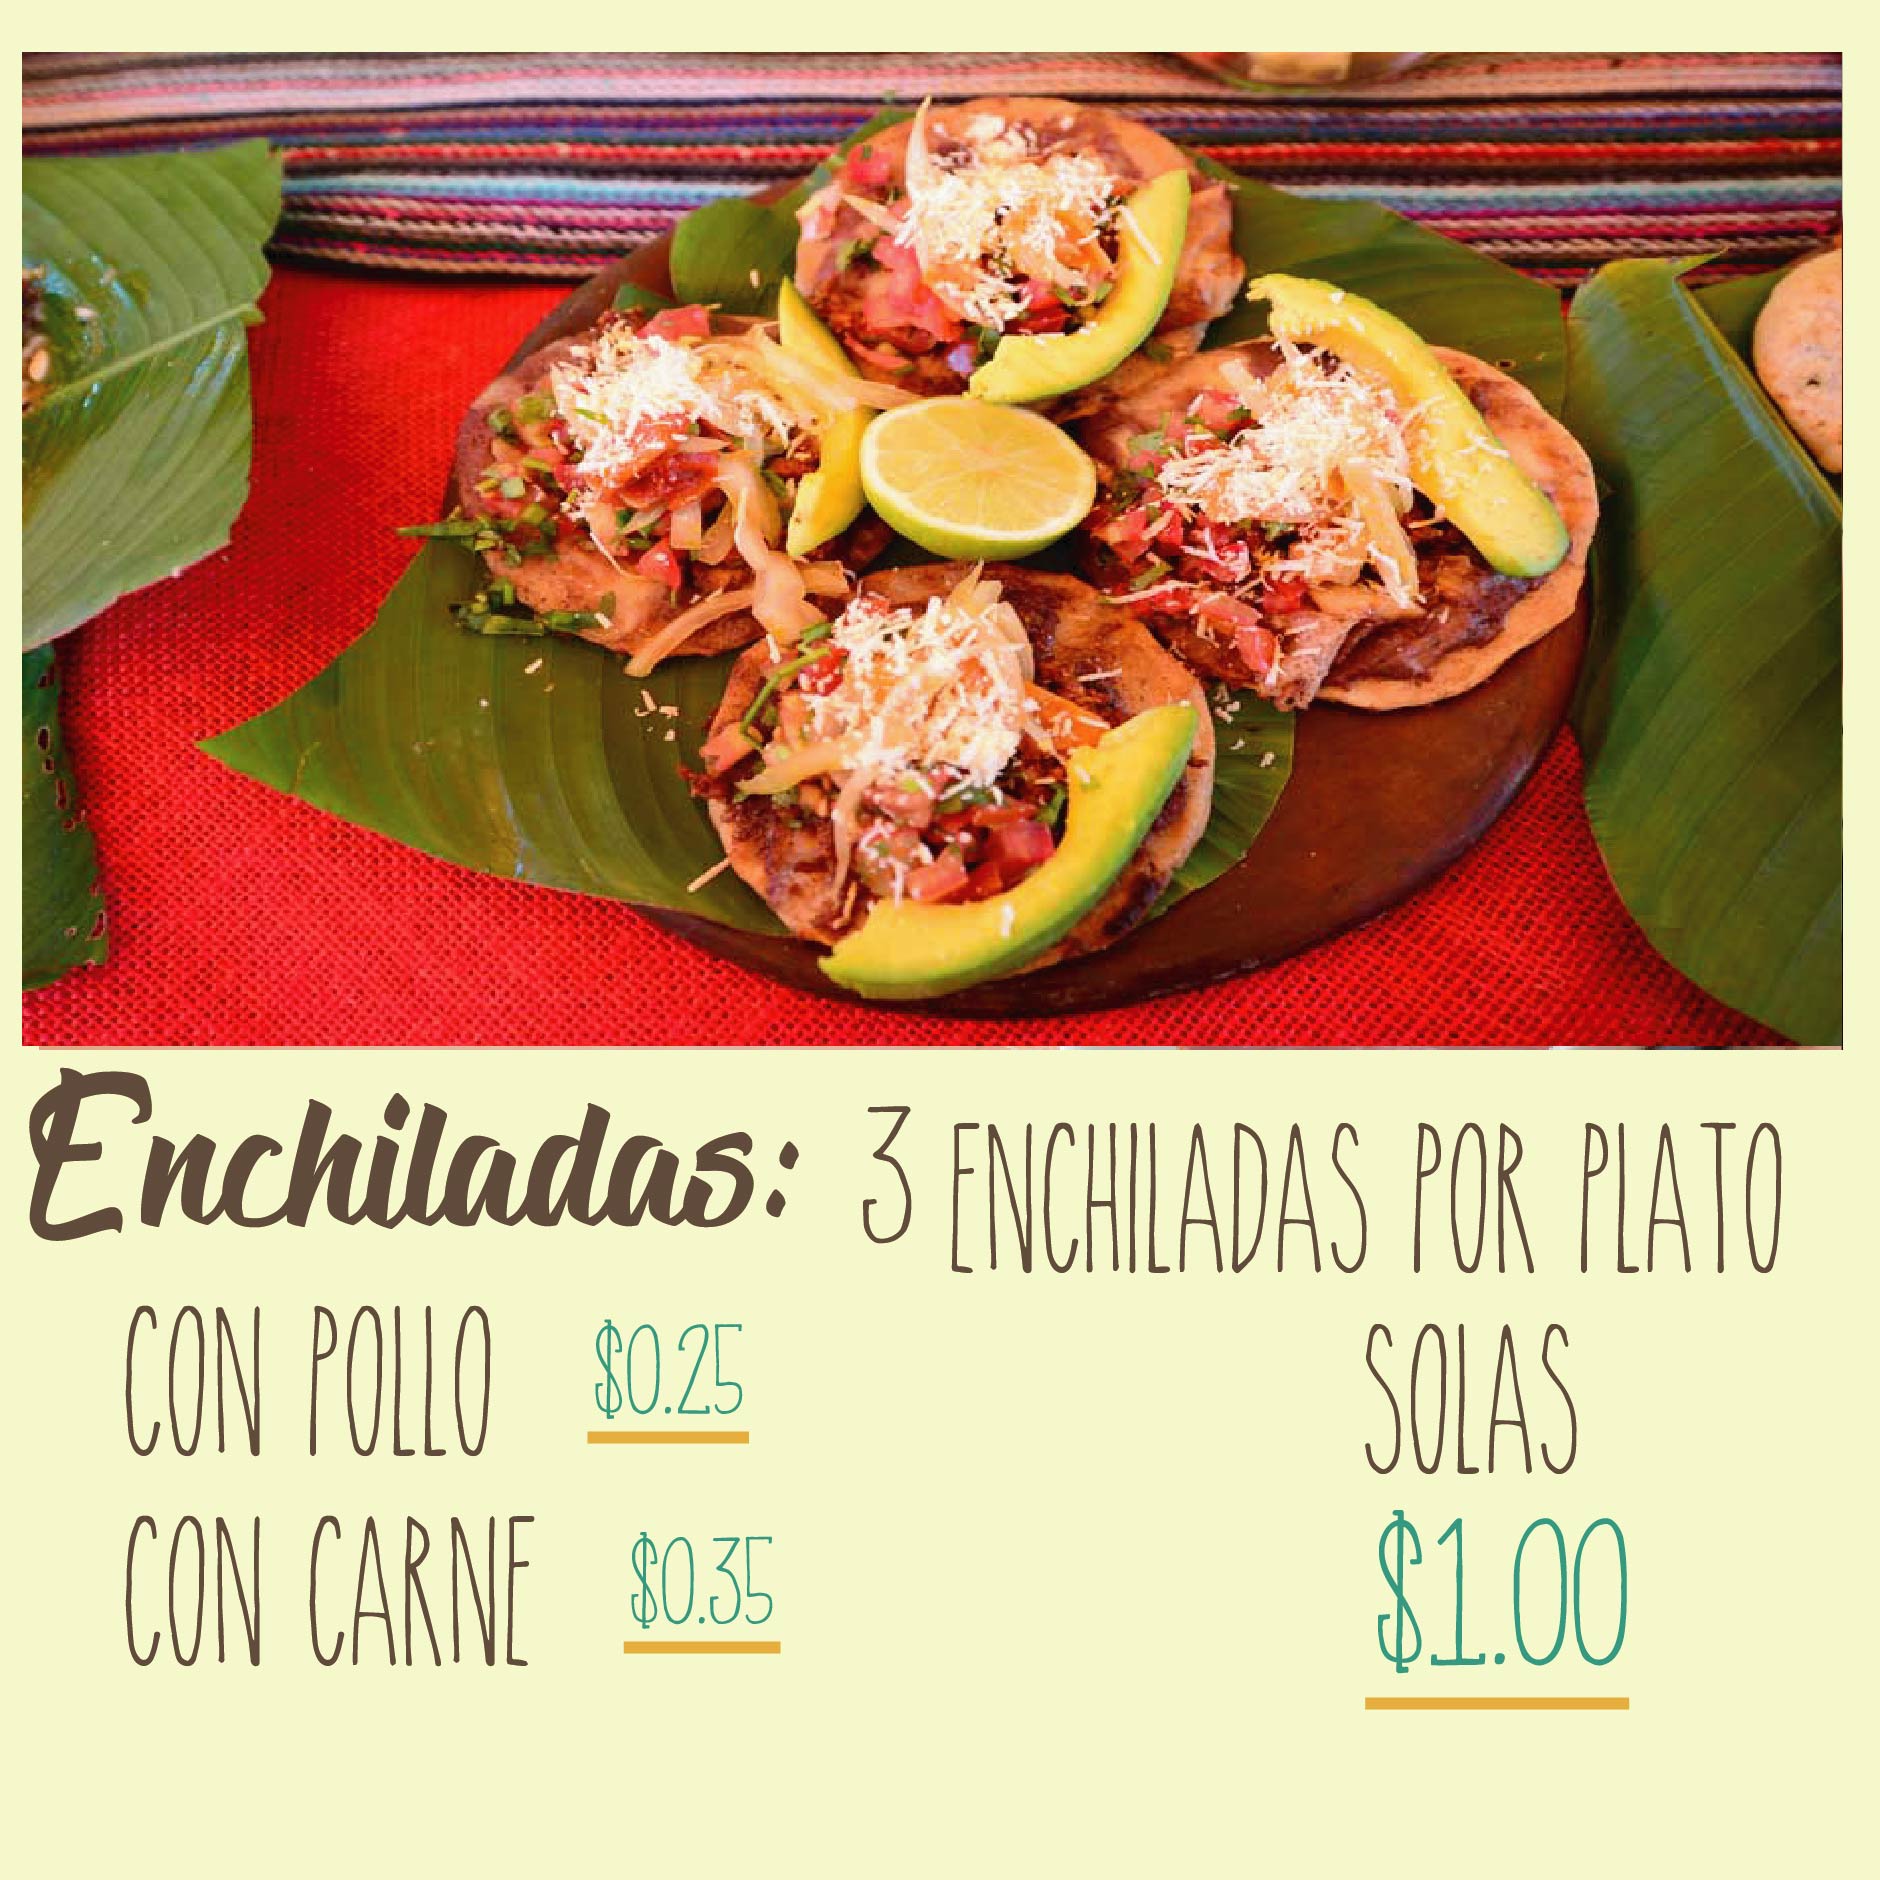 Enchiladas: 3 ENCHILADAS POR PLATO
CON POLLO $0.25
SOLAS
CON CARNE $0.35
$1.00